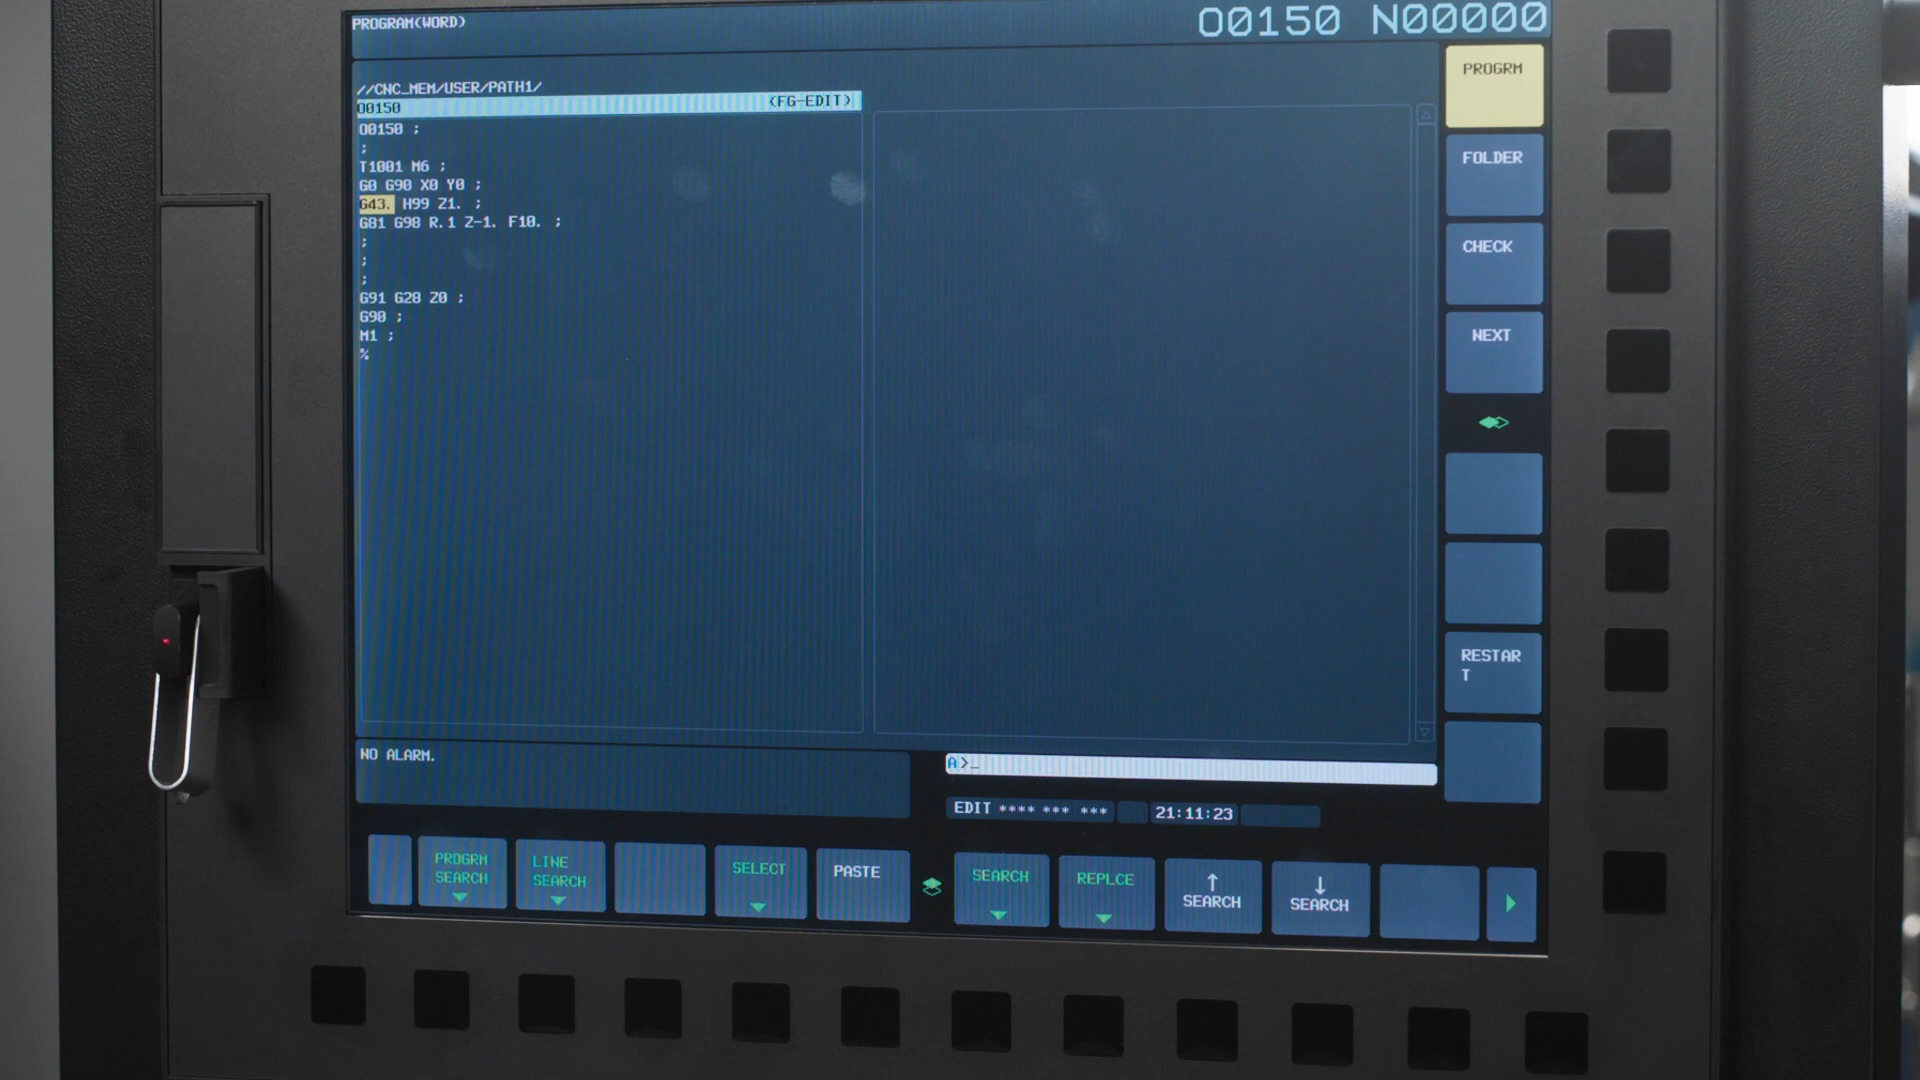 PROGRAM(WORD)
O0150 N00000
//CNC_MEM/USER/PATH1/
O0150 (FG-EDIT)
O0150 ;
;
T1001 M6 ;
G0 G90 X0 Y0 ;
G43. H99 Z1. ;
G81 G98 R.1 Z-1. F10. ;
;
;
;
G91 G28 Z0 ;
G90 ;
M1 ;
%
PROGRM
FOLDER
CHECK
NEXT
RESTAR
T
NO ALARM.
A>_
EDIT **** *** *** 21:11:23
PROGRM
SEARCH
LINE
SEARCH
SELECT
PASTE
SEARCH
REPLCE
↑
SEARCH
↓
SEARCH